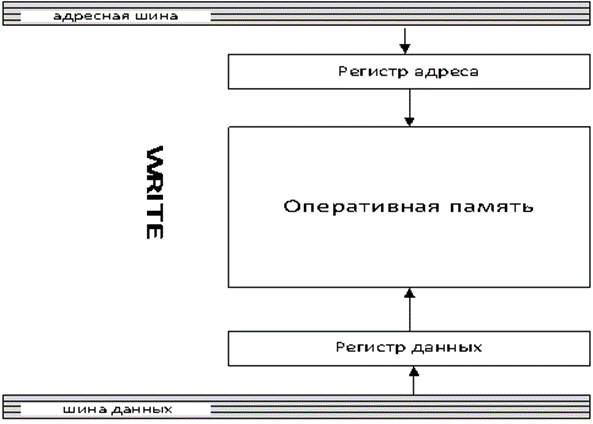 адресная шина
Регистр адреса
WRITE
Оперативная память
Регистр данных
шина данных